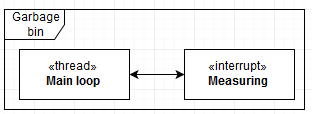 Garbage
bin
«thread»
Main loop
«interrupt»
Measuring